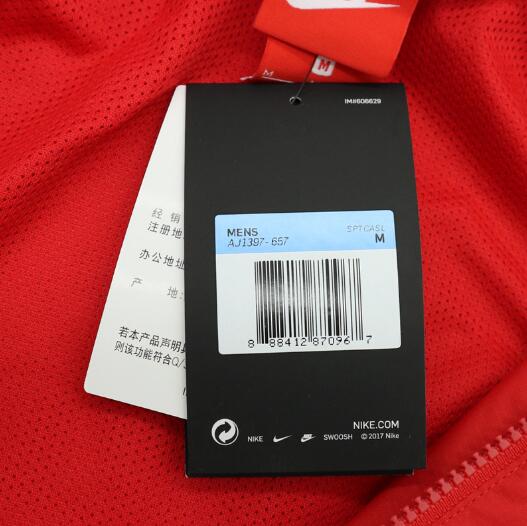 M
M
IM#606629
MENS
SPTCASL
AJ1397-657
M
8 88412 87096 7
NIKE.COM
NIKE
SWOOSH © 2017 Nike
经 销
注册地
办公地址
产 地:
若本产品声明
则该功能符合Q/